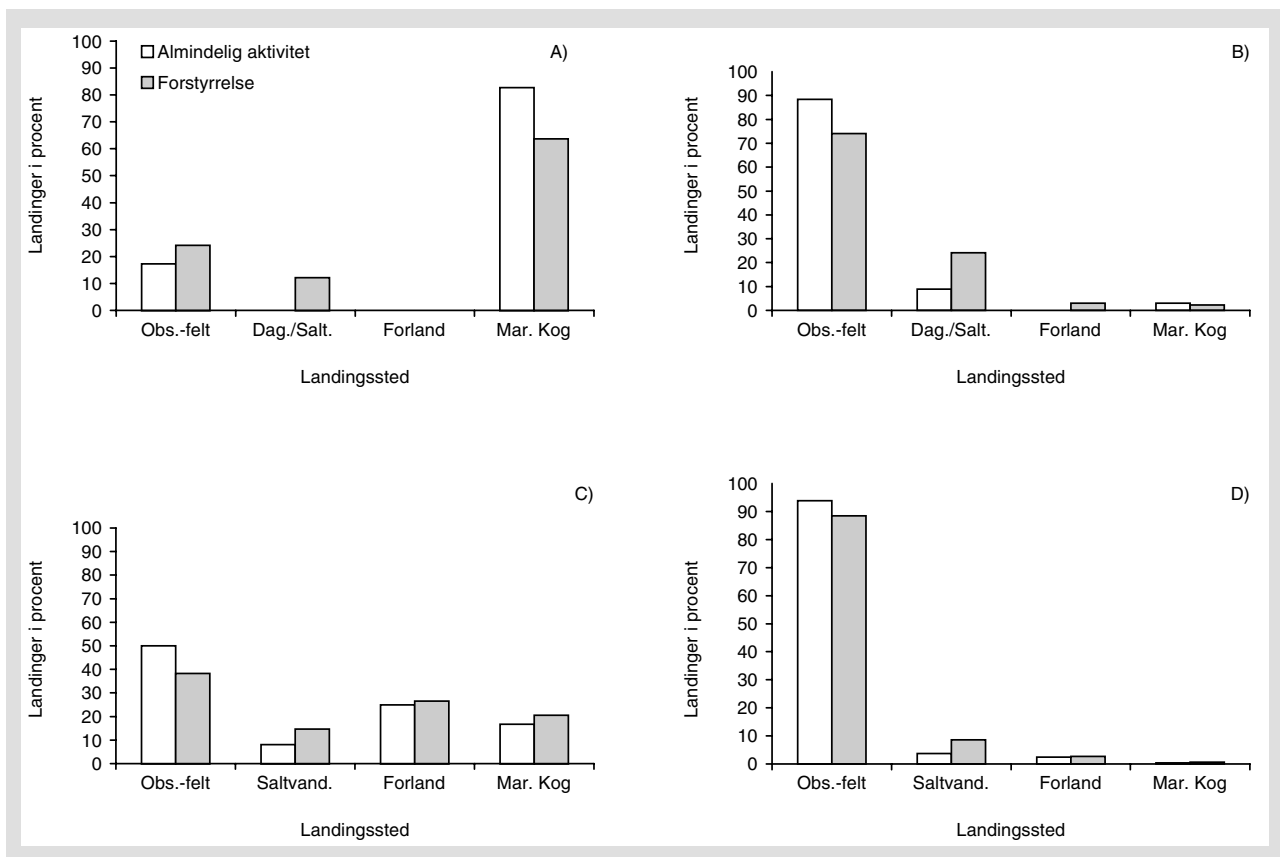 A)
Almindelig aktivitet
Forstyrrelse
Landinger i procent
100
90
80
70
60
50
40
30
20
10
0
Obs.-felt Dag./Salt. Forland Mar. Kog
Landingssted
B)
Landinger i procent
100
90
80
70
60
50
40
30
20
10
0
Obs.-felt Dag./Salt. Forland Mar. Kog
Landingssted
C)
Landinger i procent
100
90
80
70
60
50
40
30
20
10
0
Obs.-felt Saltvand. Forland Mar. Kog
Landingssted
D)
Landinger i procent
100
90
80
70
60
50
40
30
20
10
0
Obs.-felt Saltvand. Forland Mar. Kog
Landingssted